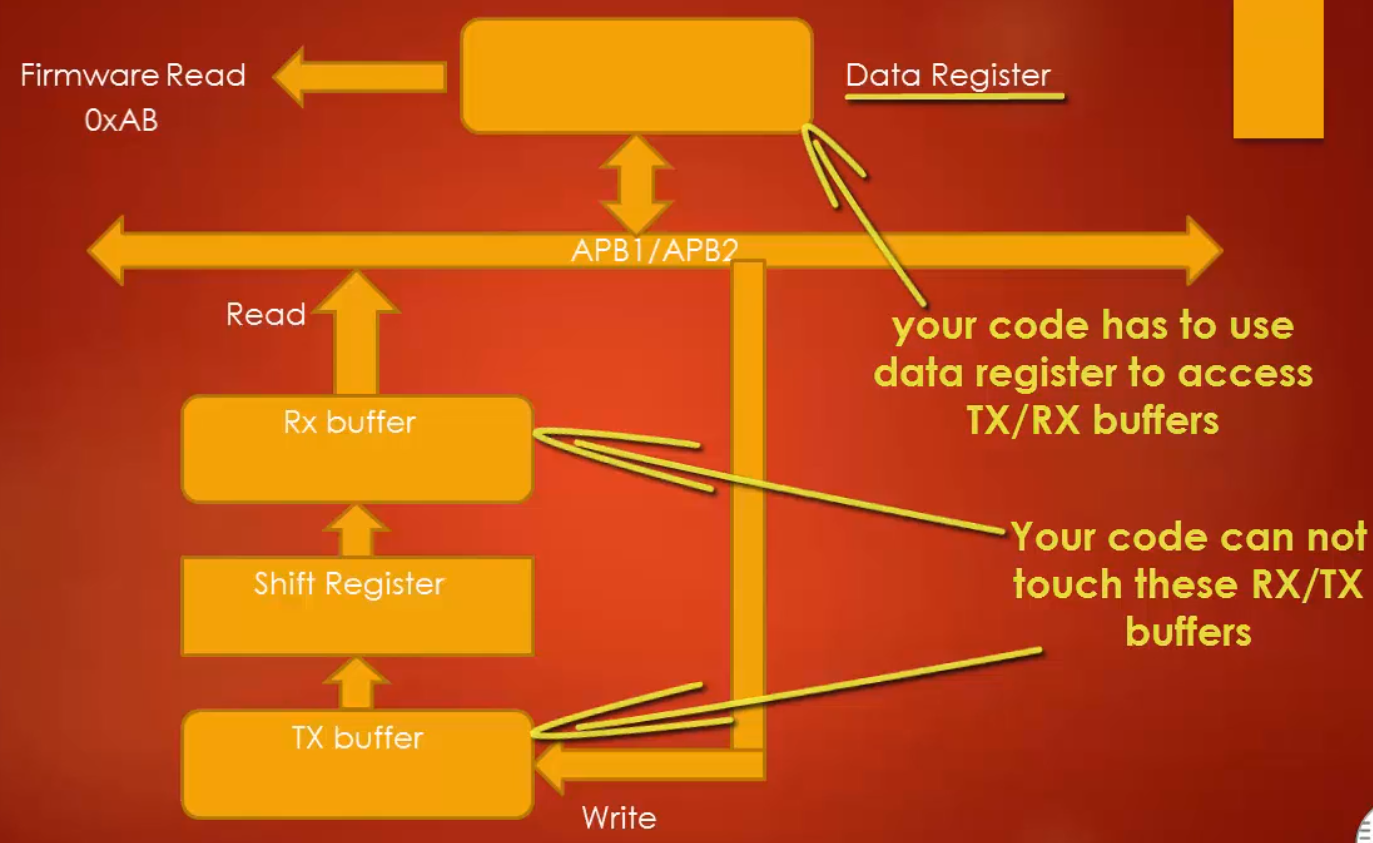 Firmware Read
0xAB
Data Register
APB1/APB2
Read
your code has to use
data register to access
TX/RX buffers
Rx buffer
Your code can not
touch these RX/TX
buffers
Shift Register
TX buffer
Write